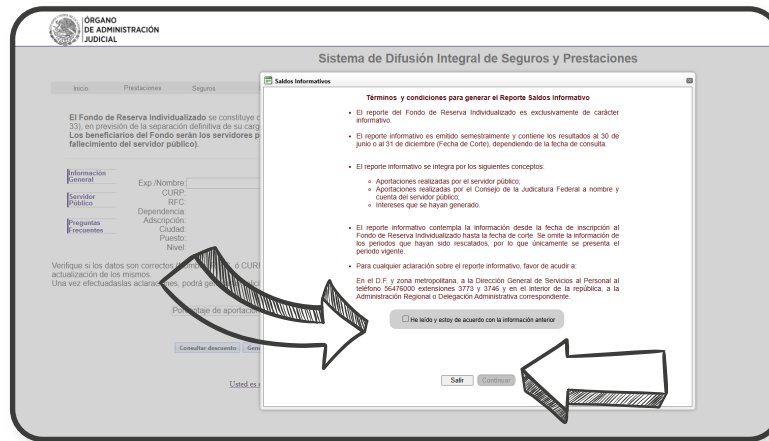 ÓRGANO
DE ADMINISTRACIÓN
JUDICIAL
Sistema de Difusión Integral de Seguros y Prestaciones
Inicio Prestaciones Seguros
El Fondo de Reserva Individualizado se constituye c
33), en previsión de la separación definitiva de su carg
Los beneficiarios del Fondo serán los servidores p
fallecimiento del servidor público).
Información
General
Servidor
Público
Preguntas
Frecuentes
Exp./Nombre:
CURP:
RFC:
Dependencia:
Adscripción:
Ciudad:
Puesto:
Nivel:
Verifique si los datos son correctos ó CUR
actualización de los mismos.
Una vez efectuadas las aclaraciones, podrá
de aportacion
Consultar descuento Gene
Usted es
Saldos Informativos
Términos y condiciones para generar el Reporte Saldos Informativo
• El reporte del Fondo de Reserva Individualizado es exclusivamente de carácter
informativo.
• El reporte informativo es emitido semestralmente y contiene los resultados al 30 de
junio o al 31 de diciembre (Fecha de Corte), dependiendo de la fecha de consulta.
• El reporte informativo se integra por los siguientes conceptos:
Aportaciones realizadas por el servidor público;
Aportaciones realizadas por el Consejo de la Judicatura Federal a nombre y
cuenta del servidor público;
Intereses que se hayan generado.
• El reporte informativo contempla la información desde la fecha de inscripción al
Fondo de Reserva Individualizado hasta la fecha de corte. Se omite la información de
los periodos que hayan sido rescatados, por lo que únicamente se presenta el
periodo vigente.
• Para cualquier aclaración sobre el reporte informativo, favor de acudir a:
En el D.F. y zona metropolitana, a la Dirección General de Servicios al Personal al
teléfono 56476000 extensiones 3773 y 3746 y en el interior de la república, a la
Administración Regional o Delegación Administrativa correspondiente.
He leído y estoy de acuerdo con la información anterior
Salir Continuar